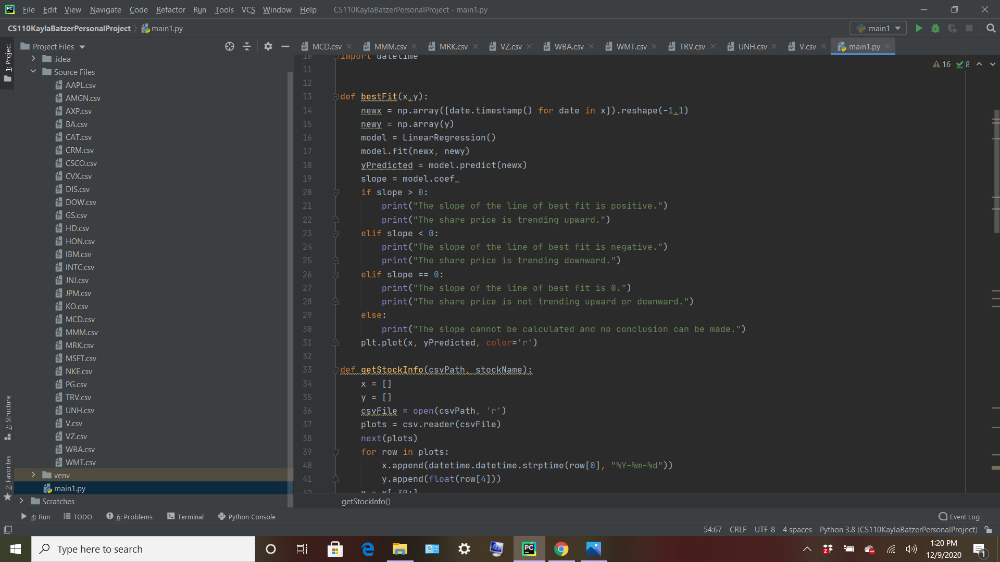 PC File Edit View Navigate Code Refactor Run Tools VCS Window Help CS110KaylaBatzerPersonalProject - main1.py
CS110KaylaBatzerPersonalProject main1.py main1
Project Files MCD.csv MMM.csv MRK.csv VZ.csv WBA.csv WMT.csv TRV.csv UNH.csv V.csv main1.py
16 8
1: Project
7: Structure
2: Favorites
.idea
Source Files
AAPL.csv
AMGN.csv
AXP.csv
BA.csv
CAT.csv
CRM.csv
CSCO.csv
CVX.csv
DIS.csv
DOW.csv
GS.csv
HD.csv
HON.csv
IBM.csv
INTC.csv
JNJ.csv
JPM.csv
KO.csv
MCD.csv
MMM.csv
MRK.csv
MSFT.csv
NKE.csv
PG.csv
TRV.csv
UNH.csv
V.csv
VZ.csv
WBA.csv
WMT.csv
venv
main1.py
Scratches
10 import datetime
11
12
13 def bestFit(x,y):
14 newx = np.array([date.timestamp() for date in x]).reshape(-1,1)
15 newy = np.array(y)
16 model = LinearRegression()
17 model.fit(newx, newy)
18 yPredicted = model.predict(newx)
19 slope = model.coef_
20 if slope > 0:
21 print("The slope of the line of best fit is positive.")
22 print("The share price is trending upward.")
23 elif slope < 0:
24 print("The slope of the line of best fit is negative.")
25 print("The share price is trending downward.")
26 elif slope == 0:
27 print("The slope of the line of best fit is 0.")
28 print("The share price is not trending upward or downward.")
29 else:
30 print("The slope cannot be calculated and no conclusion can be made.")
31 plt.plot(x, yPredicted, color='r')
32
33 def getStockInfo(csvPath, stockName):
34 x = []
35 y = []
36 csvFile = open(csvPath, 'r')
37 plots = csv.reader(csvFile)
38 next(plots)
39 for row in plots:
40 x.append(datetime.datetime.strptime(row[0], "%Y-%m-%d"))
41 y.append(float(row[4]))
42 x = x[-30:]
getStockInfo()
4: Run TODO 6: Problems Terminal Python Console Event Log
54:67 CRLF UTF-8 4 spaces Python 3.8 (CS110KaylaBatzerPersonalProject)
Type here to search PC 2 1:20 PM
12/9/2020 1